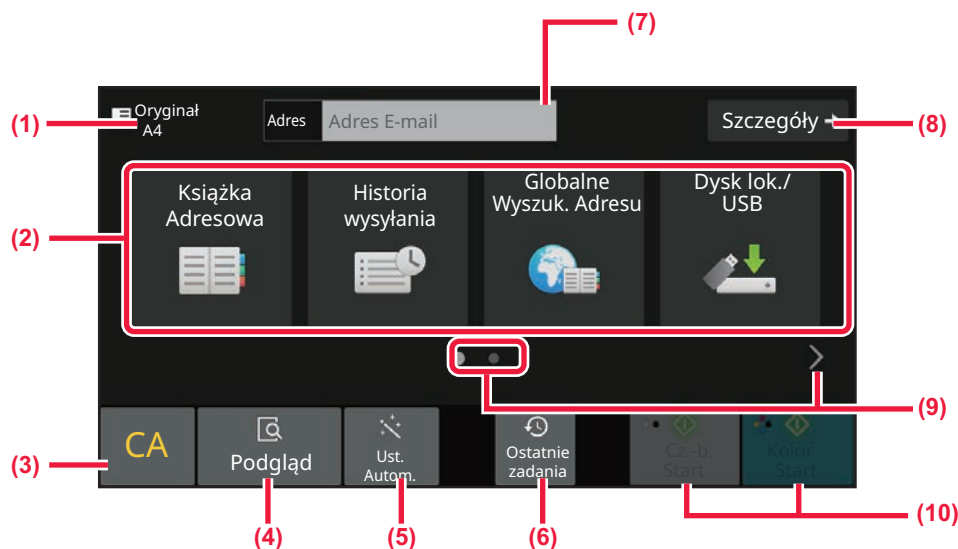 (7)
(1)
Oryginał
A4
Adres
Adres E-mail
Szczegóły
(8)
(2)
Książka
Adresowa
Historia
wysyłania
Globalne
Wyszuk. Adresu
Dysk lok./
USB
(9)
(3)
CA
Podgląd
Ust.
Autom.
Ostatnie
zadania
Cz.-b.
Start
Kolor
Start
(4)
(5)
(6)
(10)